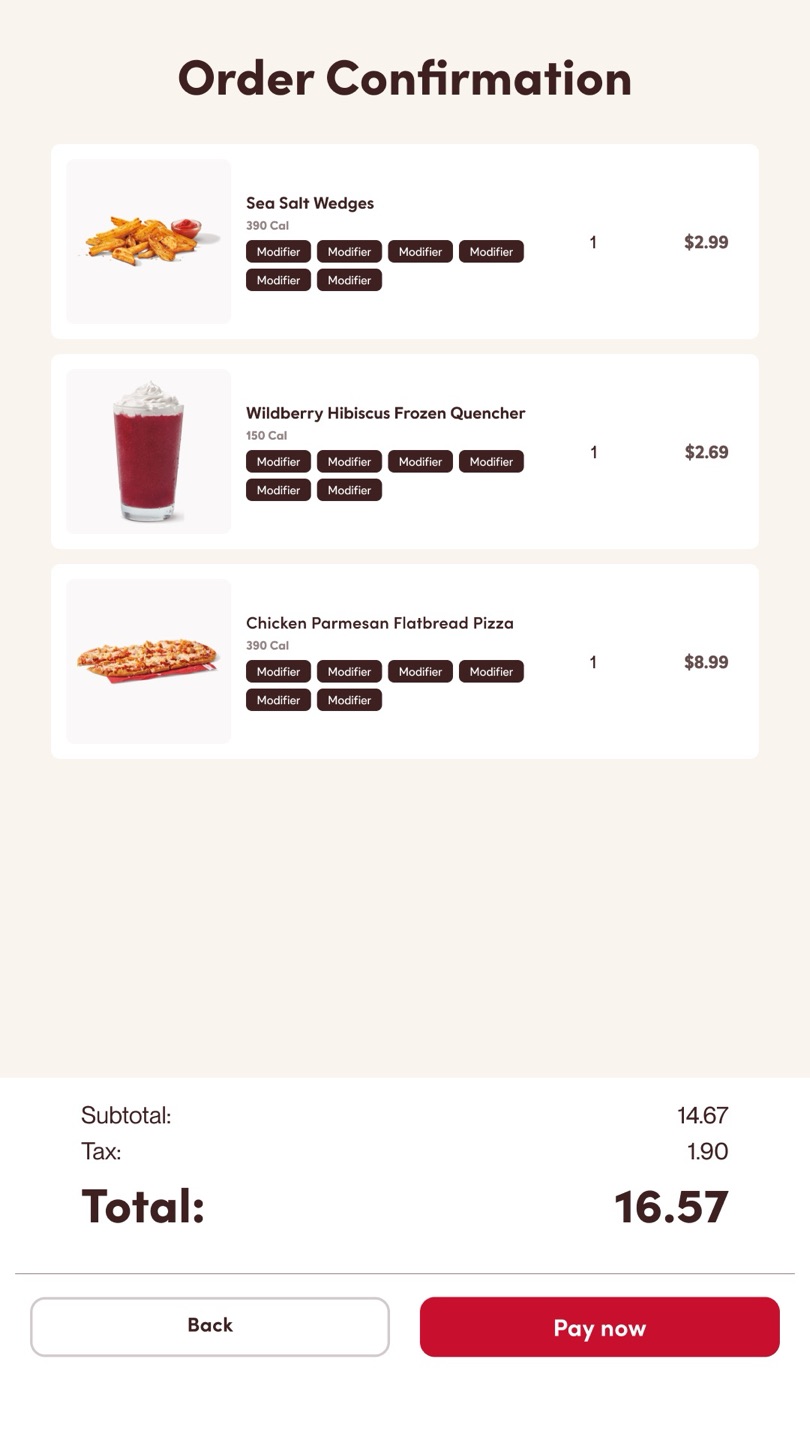 Order Confirmation
Sea Salt Wedges
390 Cal
Modifier Modifier Modifier Modifier
Modifier Modifier
1
$2.99
Wildberry Hibiscus Frozen Quencher
150 Cal
Modifier Modifier Modifier Modifier
Modifier Modifier
1
$2.69
Chicken Parmesan Flatbread Pizza
390 Cal
Modifier Modifier Modifier Modifier
Modifier Modifier
1
$8.99
Subtotal: 14.67
Tax: 1.90
Total: 16.57
Back Pay now